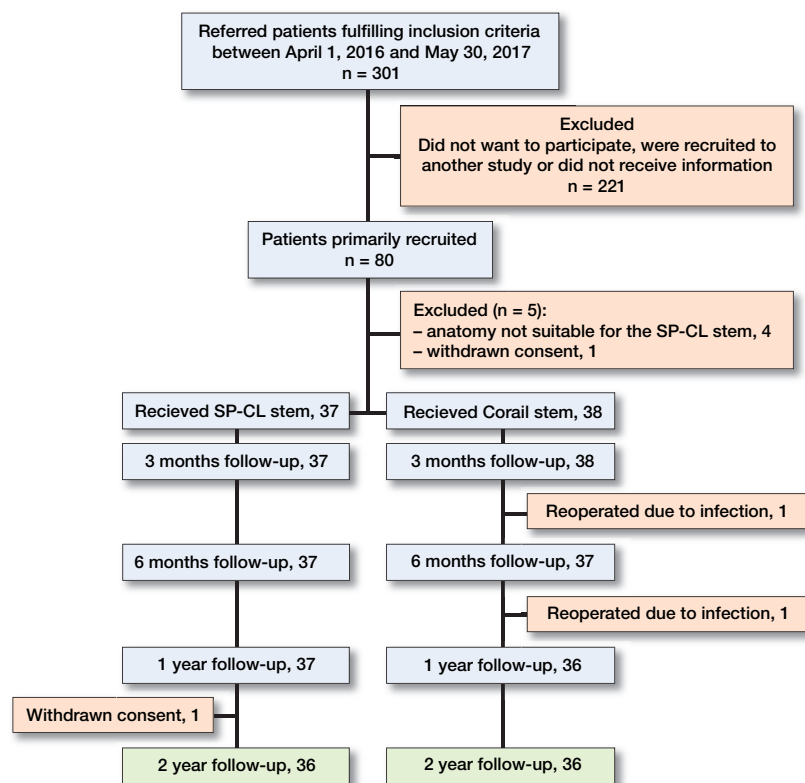 Referred patients fulfilling inclusion criteria
between April 1, 2016 and May 30, 2017
n = 301
Excluded
Did not want to participate, were recruited to
another study or did not receive information
n = 221
Patients primarily recruited
n = 80
Excluded (n = 5):
– anatomy not suitable for the SP-CL stem, 4
– withdrawn consent, 1
Recieved SP-CL stem, 37
Recieved Corail stem, 38
3 months follow-up, 37
3 months follow-up, 38
Reoperated due to infection, 1
6 months follow-up, 37
6 months follow-up, 37
Reoperated due to infection, 1
1 year follow-up, 37
1 year follow-up, 36
Withdrawn consent, 1
2 year follow-up, 36
2 year follow-up, 36